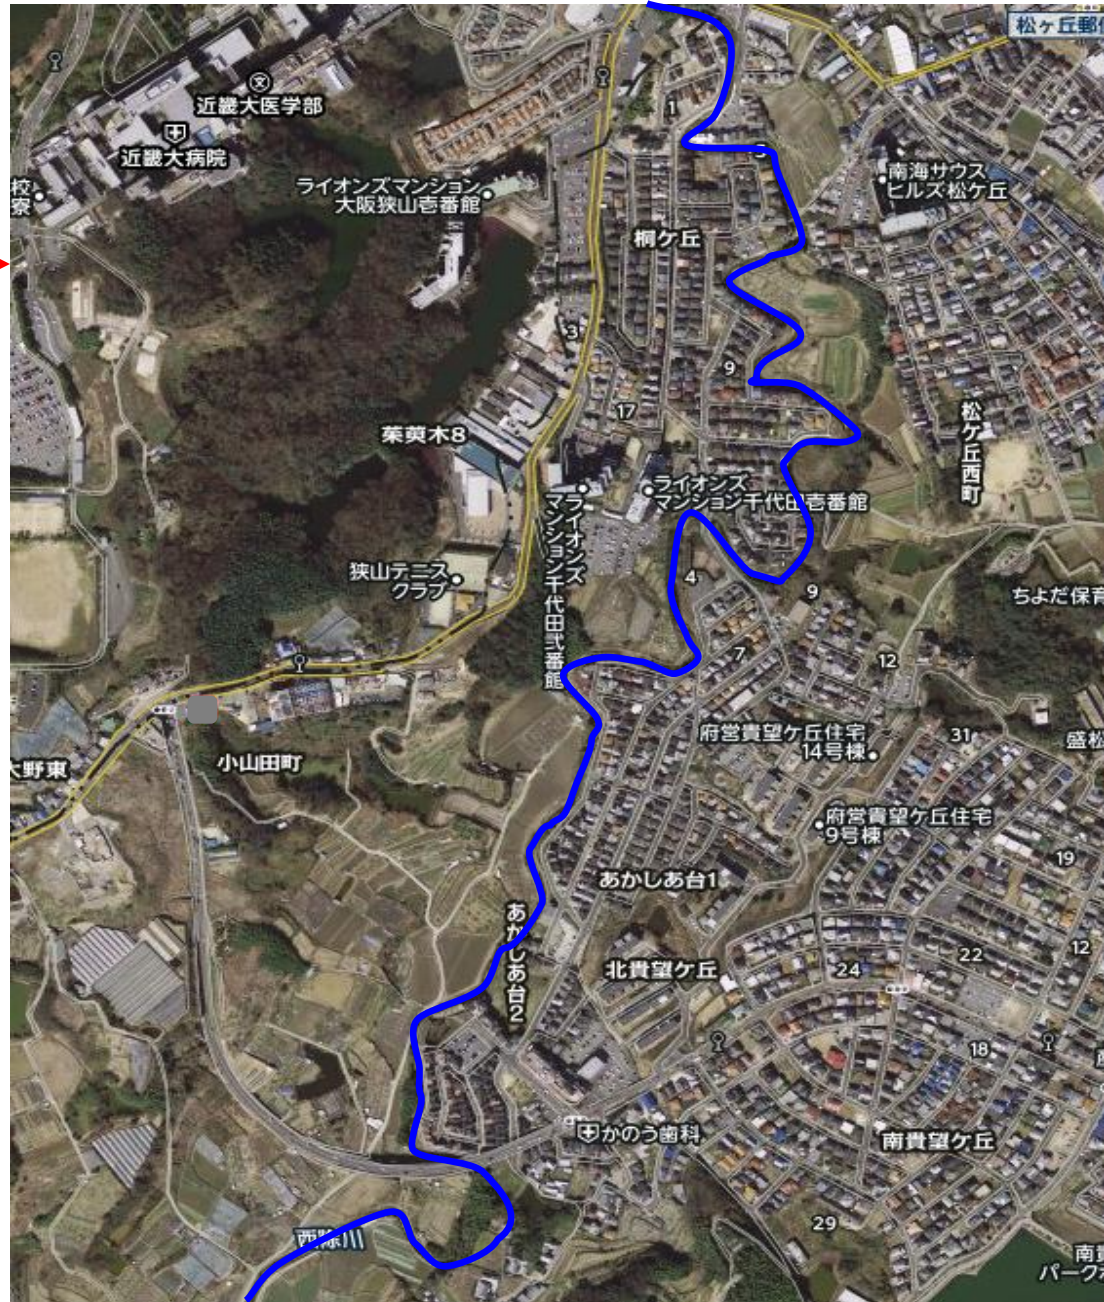 松ヶ丘郵便
近畿大医学部
近畿大病院
校
寮
ライオンズマンション
大阪狭山壱番館
1
南海サウス
ヒルズ松ケ丘
桐ケ丘
3
9
17
茱萸木8
松ケ丘西町
ライオンズ
マンション千代田壱番館
ライオンズ
マンション千代田弐番館
狭山テニス
クラブ
4
9
ちよだ保育
7
12
府営貴望ケ丘住宅
14号棟
31
盛松
大野東
小山田町
府営貴望ケ丘住宅
9号棟
19
あかしあ台1
あかしあ台2
北貴望ケ丘
24
22
12
18
かのう歯科
南貴望ケ丘
29
西除川
南貴
パークハ